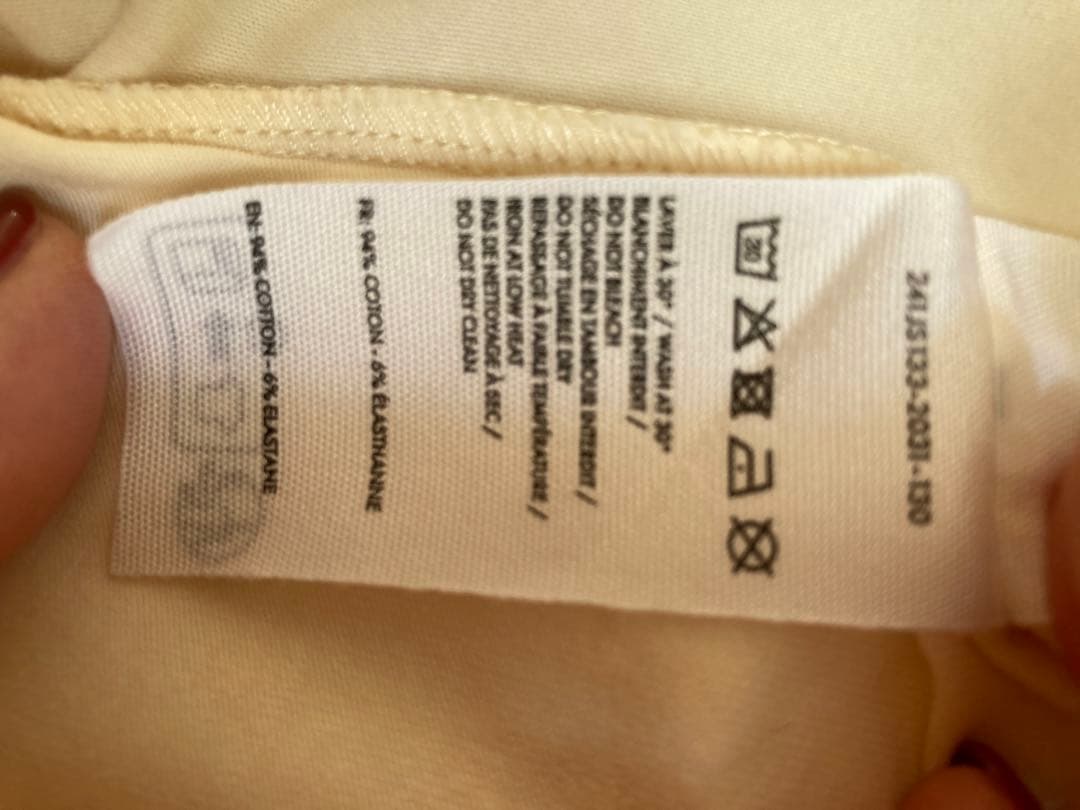 241JS133-2031-130
30
LAVER À 30° / WASH AT 30°
BLANCHIMENT INTERDIT /
DO NOT BLEACH
SÉCHAGE EN TAMBOUR INTERDIT /
DO NOT TUMBLE DRY
REPASSAGE À FAIBLE TEMPÉRATURE /
IRON AT LOW HEAT
PAS DE NETTOYAGE À SEC /
DO NOT DRY CLEAN
FR: 94% COTON - 6% ÉLASTHANNE
EN: 94% COTTON - 6% ELASTANE